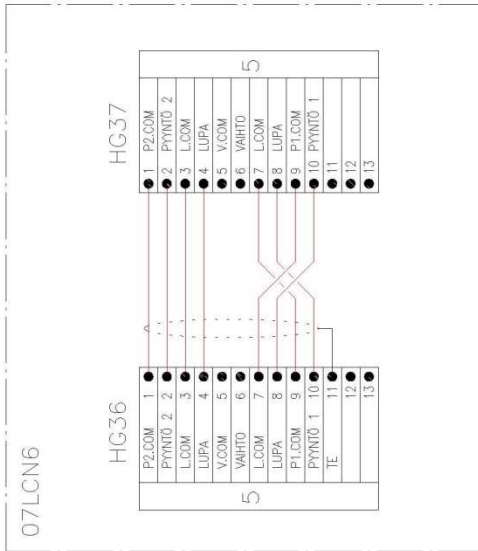 07LCN6
HG36
5
P2.COM 1
PYYNTÖ 2 2
L.COM 3
LUPA 4
V.COM 5
VAIHTO 6
L.COM 7
LUPA 8
P1.COM 9
PYYNTÖ 1 10
TE 11
12
13
HG37
5
1 P2.COM
2 PYYNTÖ 2
3 L.COM
4 LUPA
5 V.COM
6 VAIHTO
7 L.COM
8 LUPA
9 P1.COM
10 PYYNTÖ 1
11
12
13